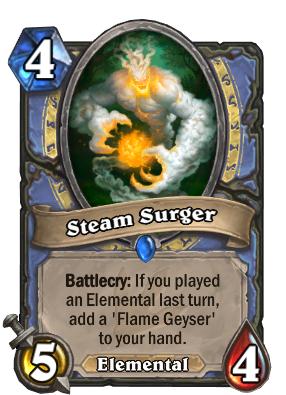 4
Steam Surger
Battlecry: If you played
an Elemental last turn,
add a 'Flame Geyser'
to your hand.
5 Elemental 4